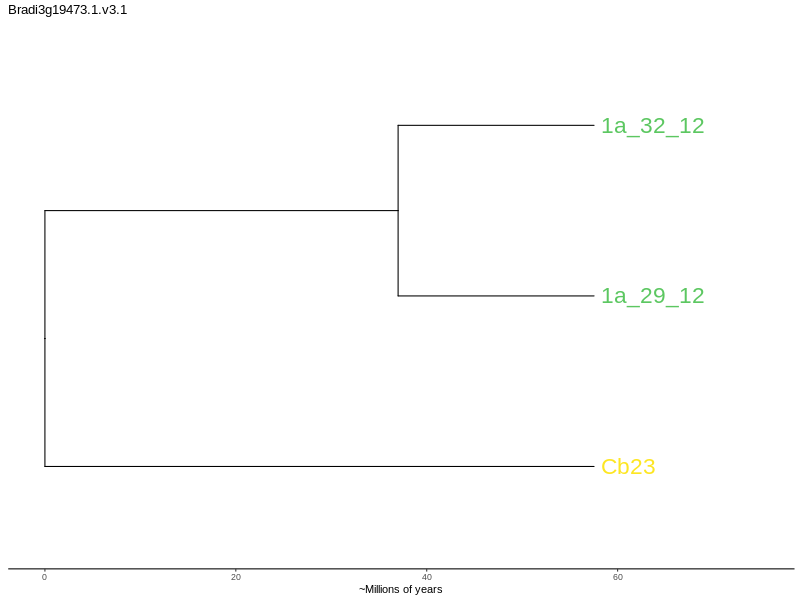 Bradi3g19473.1.v3.1
1a_32_12
1a_29_12
Cb23
0 20 40 60
~Millions of years